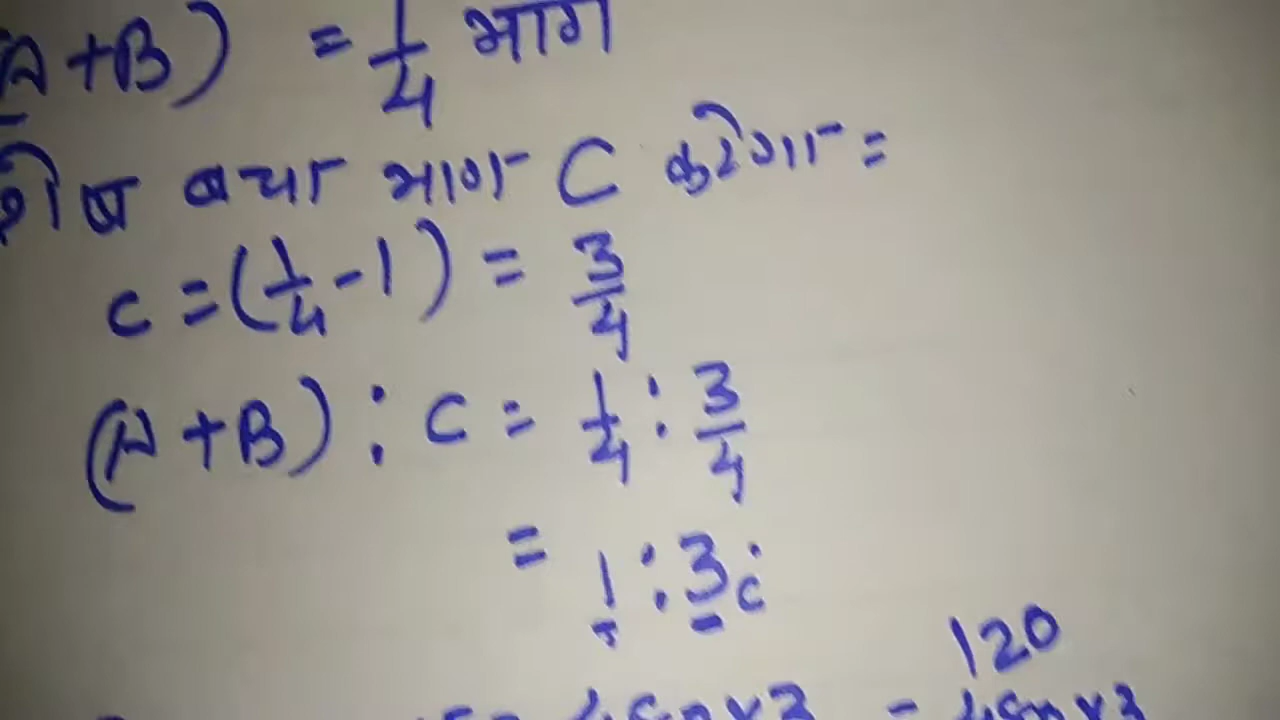 (A+B) = 1/4 भाग
शेष बचा भाग C करेगा =
C = (1/4 - 1) = 3/4
(A+B) : C = 1/4 : 3/4
= 1 : 3 C
120